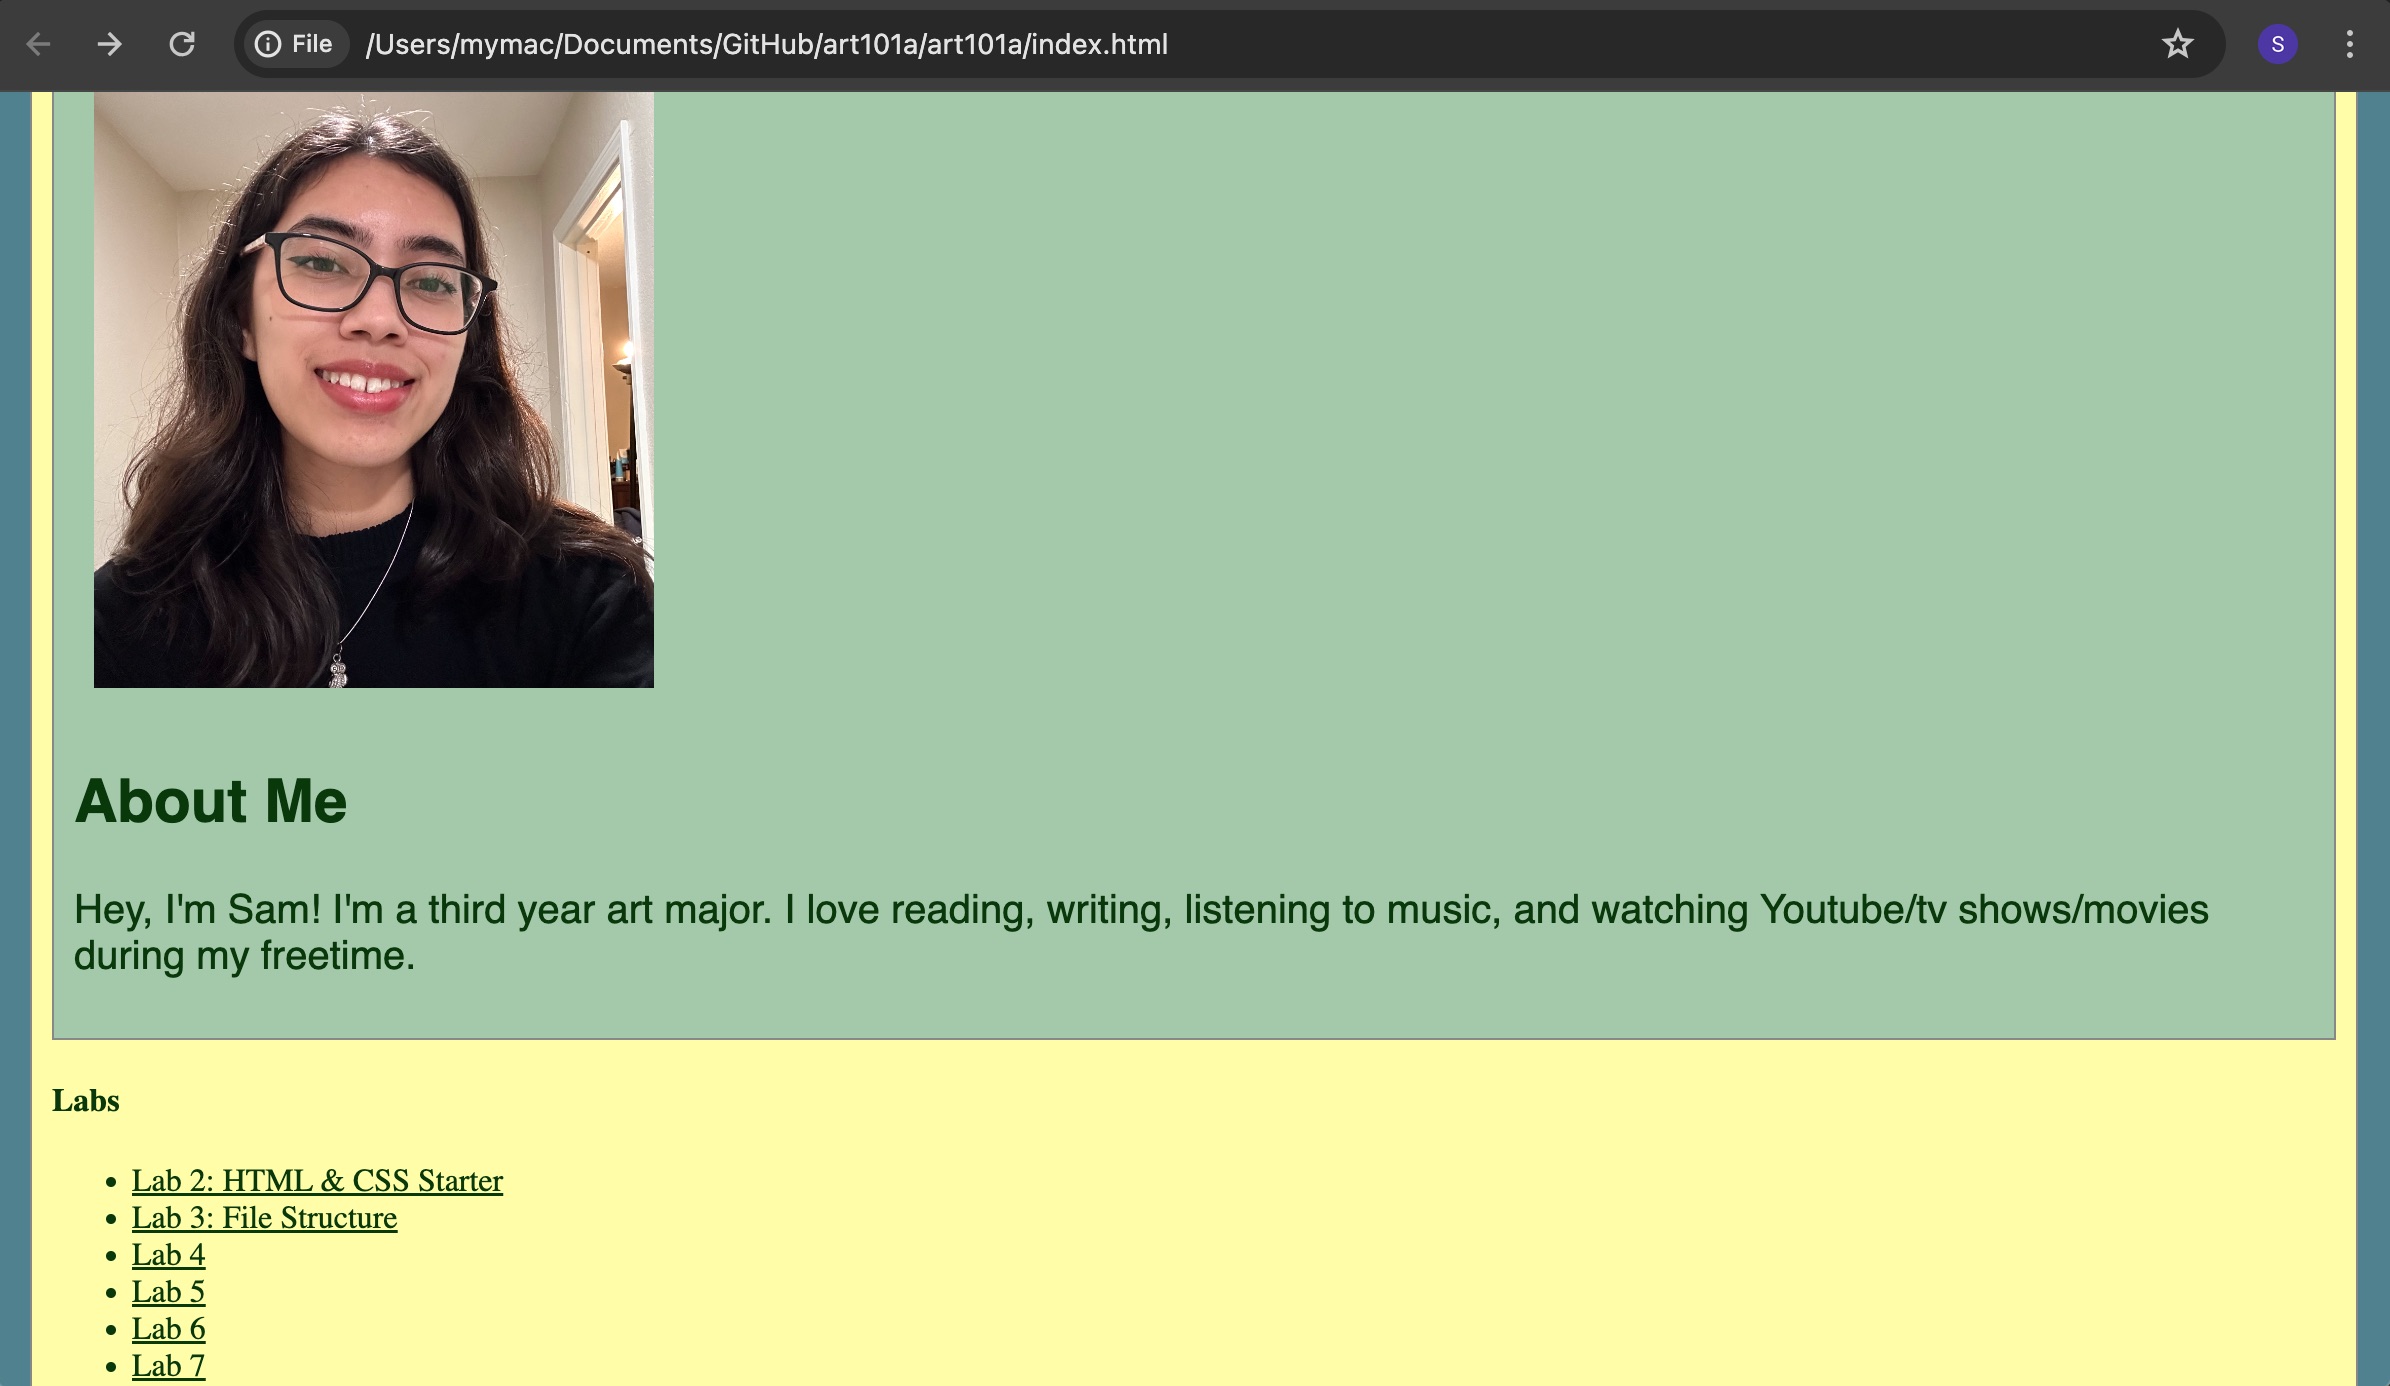 File /Users/mymac/Documents/GitHub/art101a/art101a/index.html S
About Me
Hey, I'm Sam! I'm a third year art major. I love reading, writing, listening to music, and watching Youtube/tv shows/movies
during my freetime.
Labs
Lab 2: HTML & CSS Starter
Lab 3: File Structure
Lab 4
Lab 5
Lab 6
Lab 7